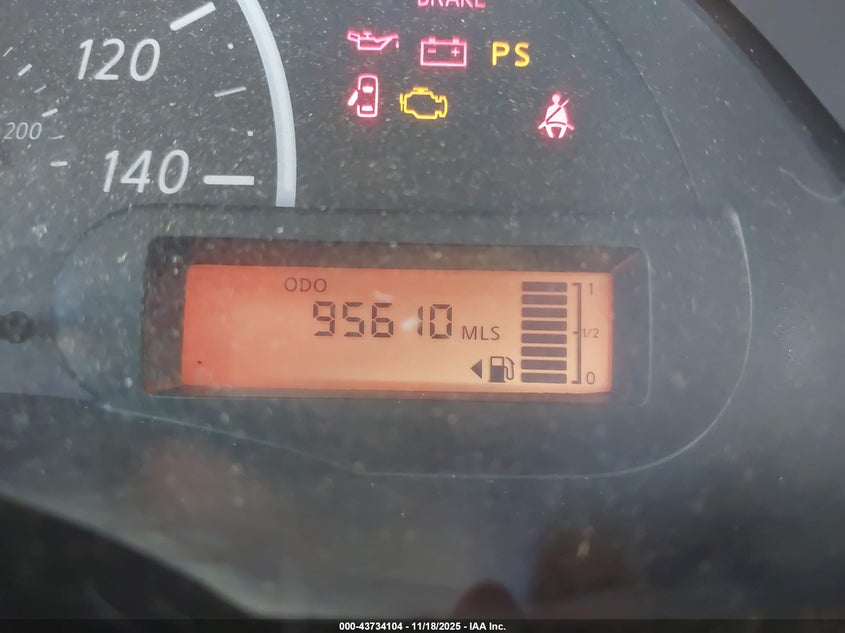 BRAKE
120
PS
200
140
ODO
1
95610 MLS
1/2
0
000-43734104 - 11/18/2025 - IAA Inc.